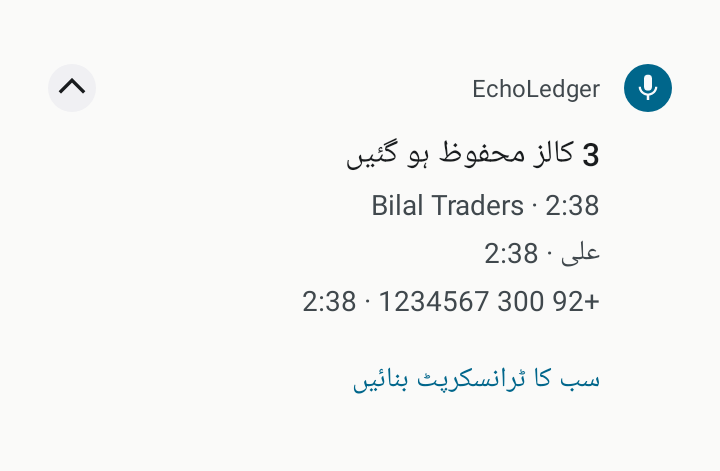 EchoLedger
3 کالز محفوظ ہو گئیں
Bilal Traders · 2:38
علی · 2:38
+92 300 1234567 · 2:38
سب کا ٹرانسکرپٹ بنائیں